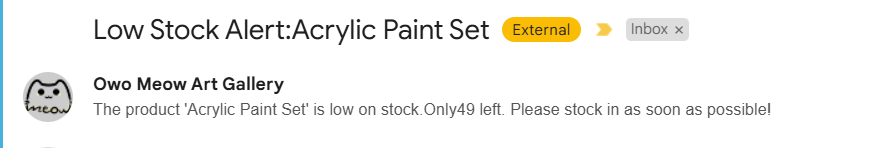 Low Stock Alert:Acrylic Paint Set External Inbox ×
Owo Meow Art Gallery
meow
The product 'Acrylic Paint Set' is low on stock.Only49 left. Please stock in as soon as possible!